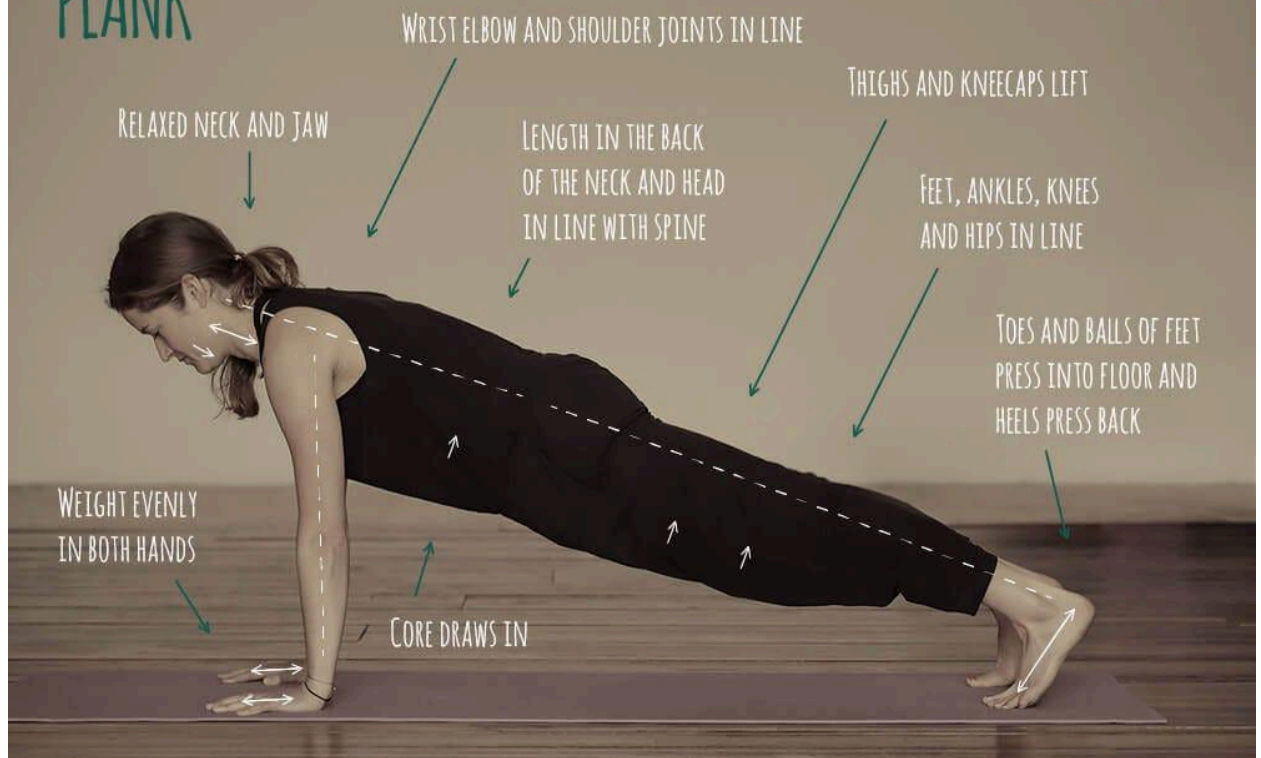 PLANK
WRIST ELBOW AND SHOULDER JOINTS IN LINE
THIGHS AND KNEECAPS LIFT
RELAXED NECK AND JAW
LENGTH IN THE BACK
OF THE NECK AND HEAD
IN LINE WITH SPINE
FEET, ANKLES, KNEES
AND HIPS IN LINE
TOES AND BALLS OF FEET
PRESS INTO FLOOR AND
HEELS PRESS BACK
WEIGHT EVENLY
IN BOTH HANDS
CORE DRAWS IN